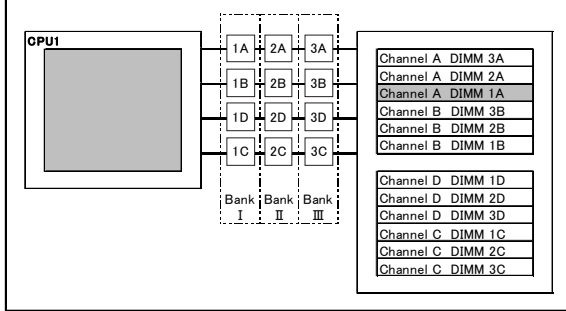 CPU1
1A 2A 3A
1B 2B 3B
1D 2D 3D
1C 2C 3C
Bank Bank Bank
Ⅰ Ⅱ Ⅲ
Channel A DIMM 3A
Channel A DIMM 2A
Channel A DIMM 1A
Channel B DIMM 3B
Channel B DIMM 2B
Channel B DIMM 1B
Channel D DIMM 1D
Channel D DIMM 2D
Channel D DIMM 3D
Channel C DIMM 1C
Channel C DIMM 2C
Channel C DIMM 3C